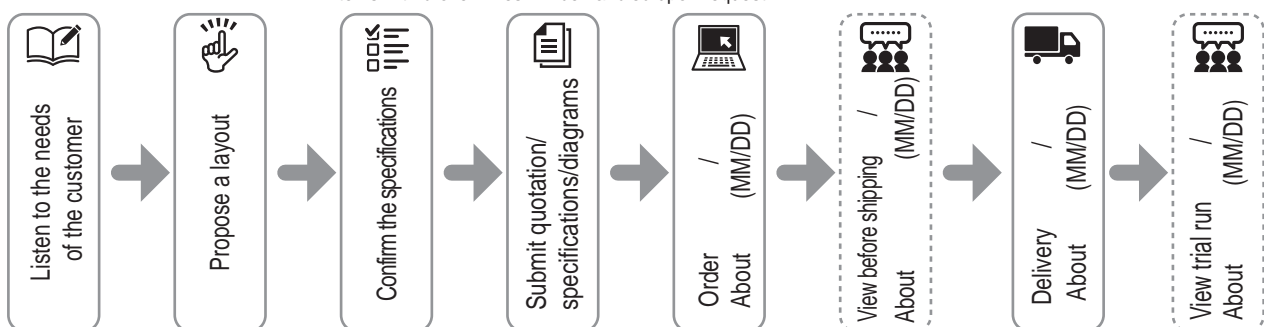 Listen to the needs
of the customer
Propose a layout
Confirm the specifications
Submit quotation/
specifications/diagrams
Order /
About (MM/DD)
View before shipping /
About (MM/DD)
Delivery /
About (MM/DD)
View trial run /
About (MM/DD)